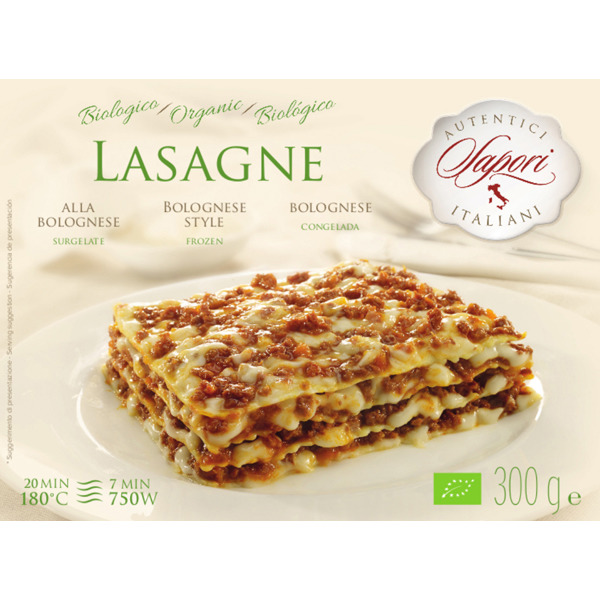 Biologico / Organic / Biológico
LASAGNE
ALLA
BOLOGNESE
SURGELATE
BOLOGNESE
STYLE
FROZEN
BOLOGNESE
CONGELADA
AUTENTICI
Sapori
ITALIANI
* Suggerimento di presentazione - Serving suggestion - Sugerencia de presentación
20 MIN
180°C
7 MIN
750W
300 g e